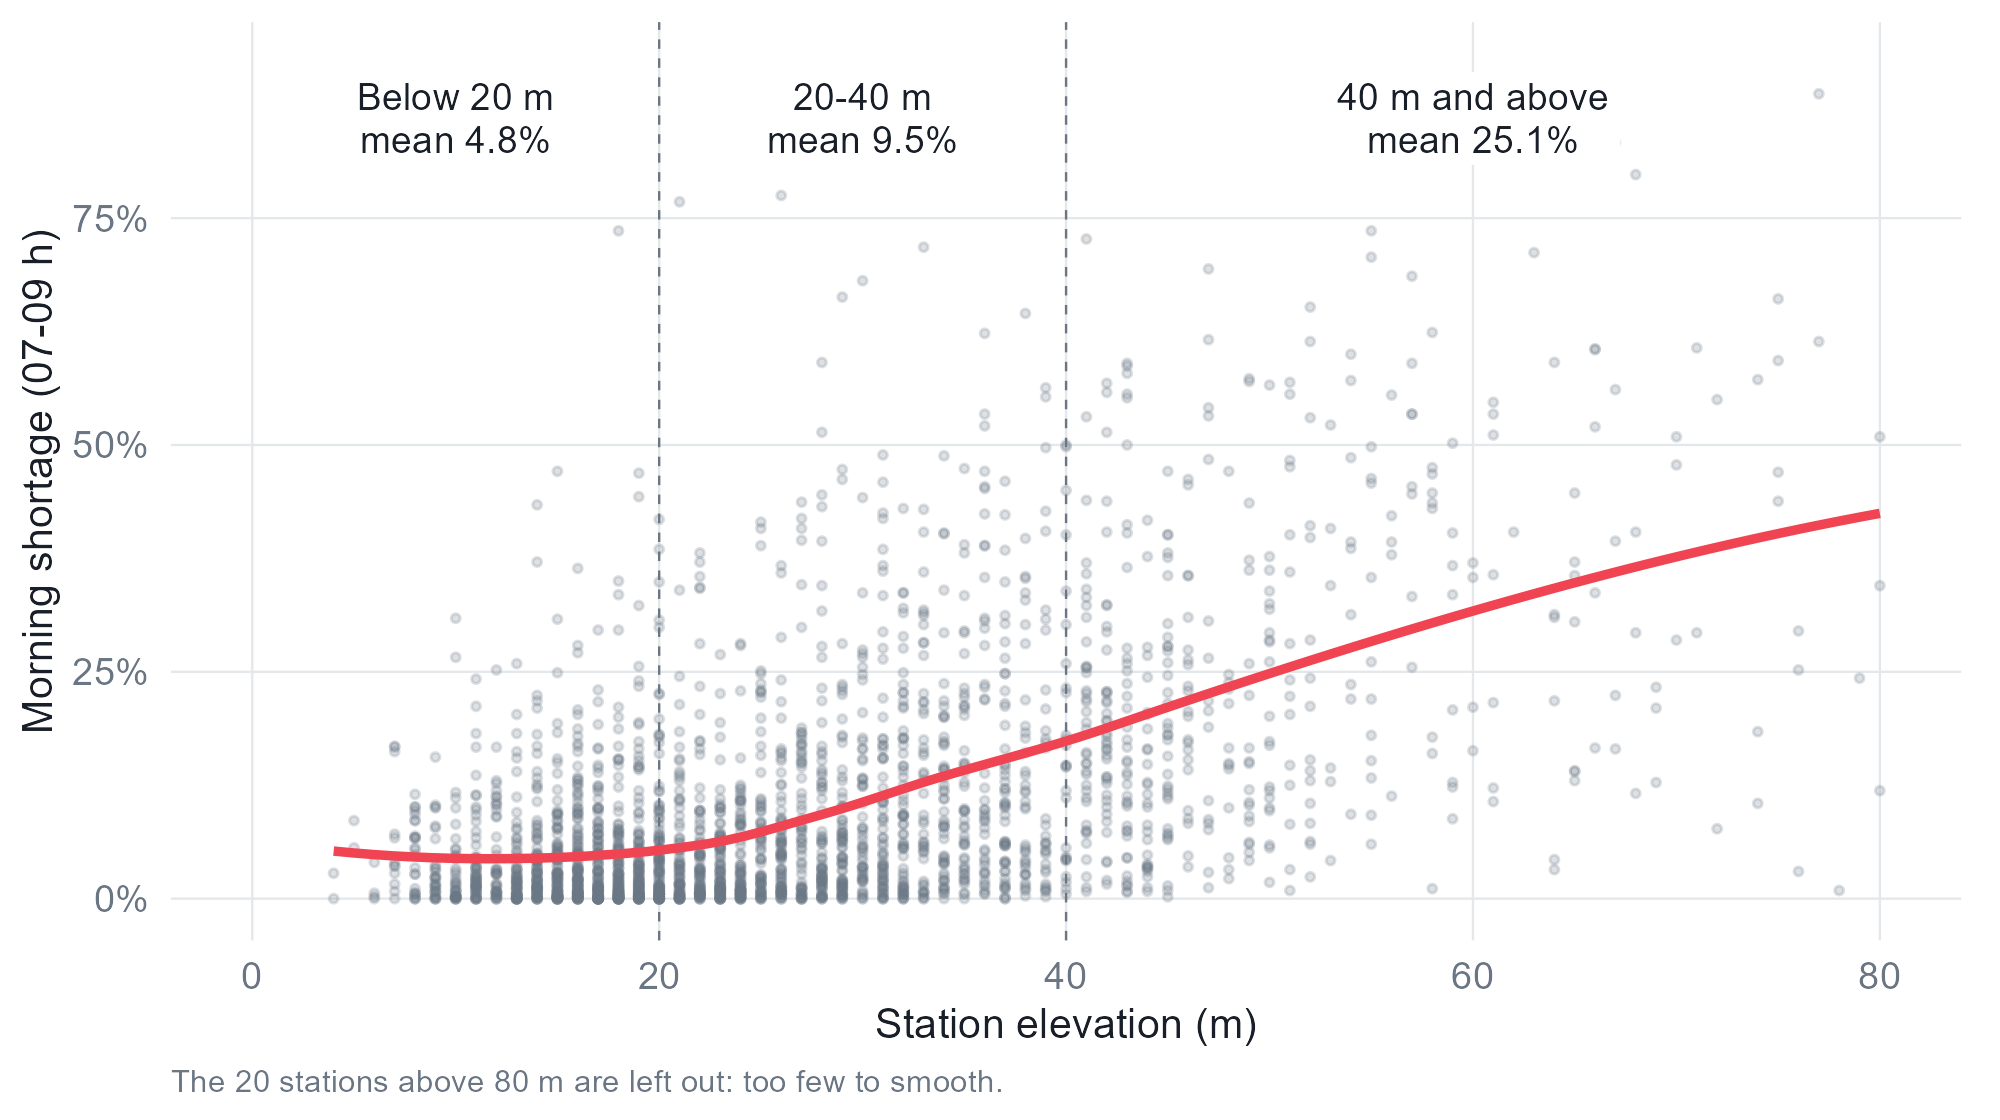 Below 20 m
mean 4.8%
20-40 m
mean 9.5%
40 m and above
mean 25.1%
Morning shortage (07-09 h)
75%
50%
25%
0%
0
20
40
60
80
Station elevation (m)
The 20 stations above 80 m are left out: too few to smooth.